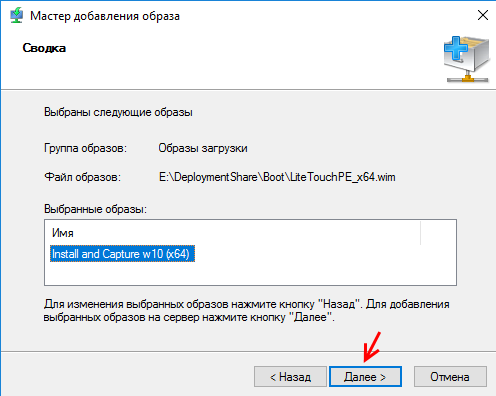 Мастер добавления образа
Сводка
Выбраны следующие образы
Группа образов: Образы загрузки
Файл образов: E:\DeploymentShare\Boot\LiteTouchPE_x64.wim
Выбранные образы:
Имя
Install and Capture w10 (x64)
Для изменения выбранных образов нажмите кнопку "Назад". Для добавления
выбранных образов на сервер нажмите кнопку "Далее".
< Назад
Далее >
Отмена